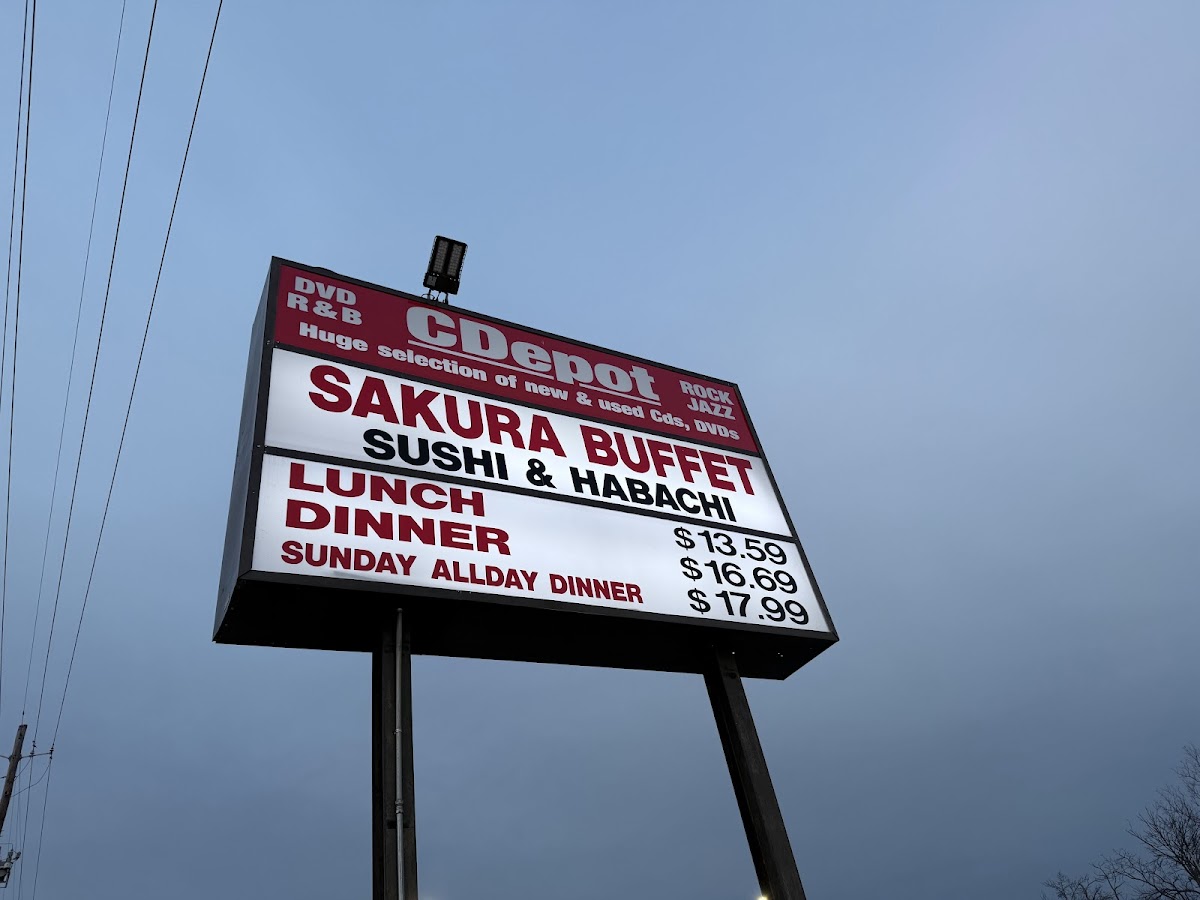 DVD
R & B
CDepot
ROCK
JAZZ
Huge selection of new & used Cds, DVDs
SAKURA BUFFET
SUSHI & HABACHI
LUNCH $13.59
DINNER $16.69
SUNDAY ALLDAY DINNER $17.99